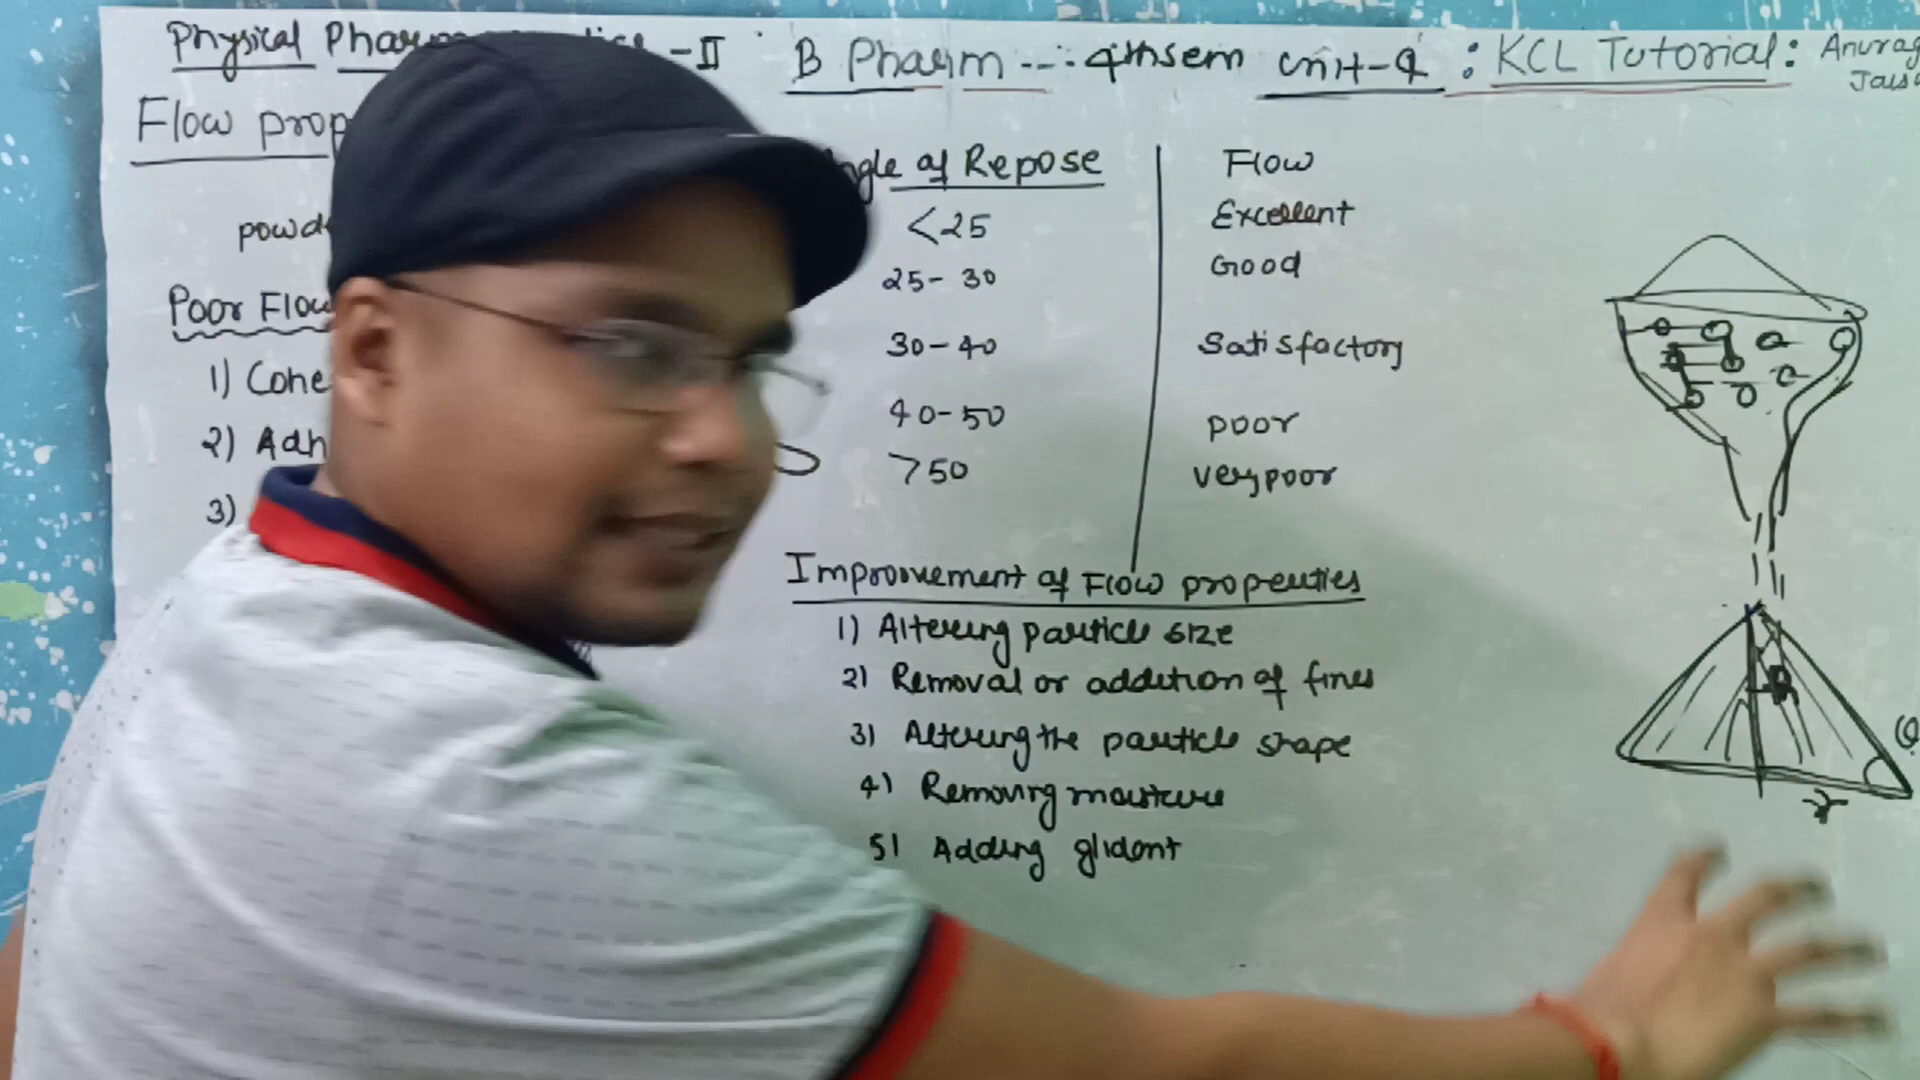 Physical Phar -II B Pharm --: 4thsem Unit-4 : KCL Tutorial: Anurag
Flow prop
powd
Poor Flow
1) Cohe
2) Adh
3)
Angle of Repose
<25
25-30
30-40
40-50
>50
Flow
Excellent
Good
Satisfactory
poor
very poor
Improvement of Flow properties
1) Altering particle size
2) Removal or addition of fines
3) Altering the particle shape
4) Removing moisture
5) Adding glidant
h
θ
r